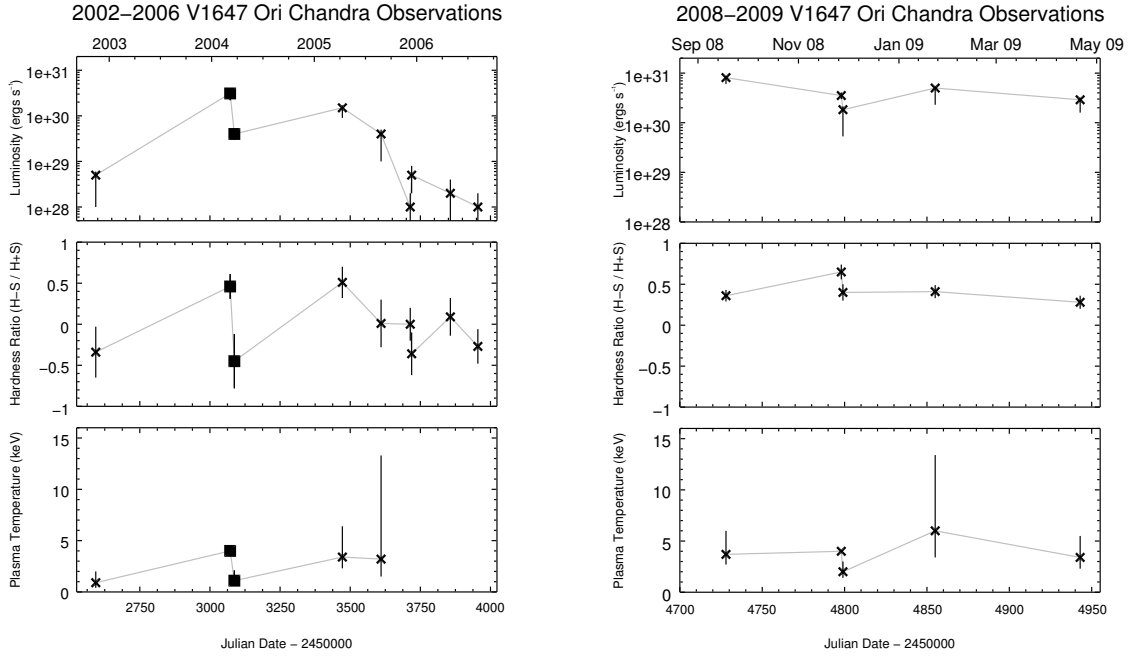 2002−2006 V1647 Ori Chandra Observations
2003 2004 2005 2006
Luminosity (ergs s⁻¹)
1e+31
1e+30
1e+29
1e+28
Hardness Ratio (H−S / H+S)
1
0.5
0
−0.5
−1
Plasma Temperature (keV)
15
10
5
0
2750 3000 3250 3500 3750 4000
Julian Date − 2450000
2008−2009 V1647 Ori Chandra Observations
Sep 08 Nov 08 Jan 09 Mar 09 May 09
Luminosity (ergs s⁻¹)
1e+31
1e+30
1e+29
1e+28
Hardness Ratio (H−S / H+S)
1
0.5
0
−0.5
−1
Plasma Temperature (keV)
15
10
5
0
4700 4750 4800 4850 4900 4950
Julian Date − 2450000